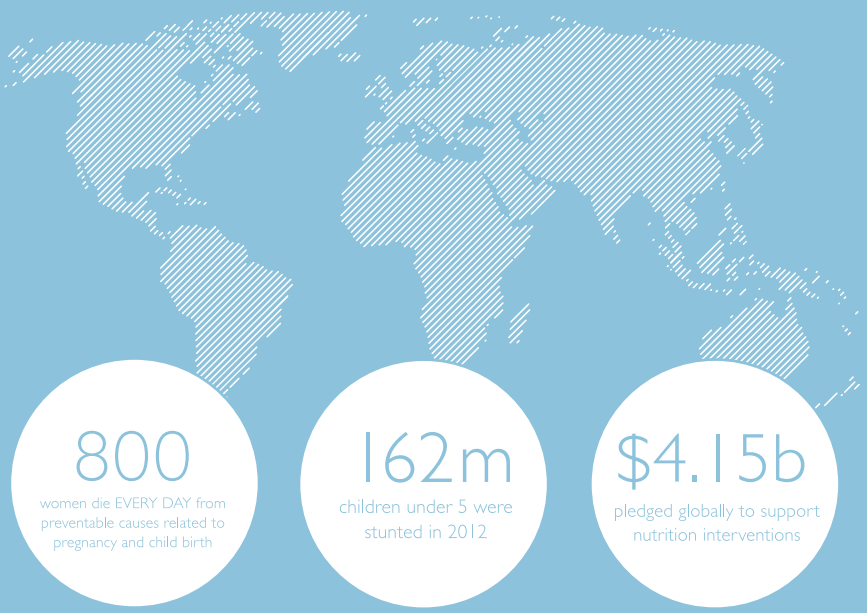 800
women die EVERY DAY from
preventable causes related to
pregnancy and child birth
162m
children under 5 were
stunted in 2012
$4.15b
pledged globally to support
nutrition interventions